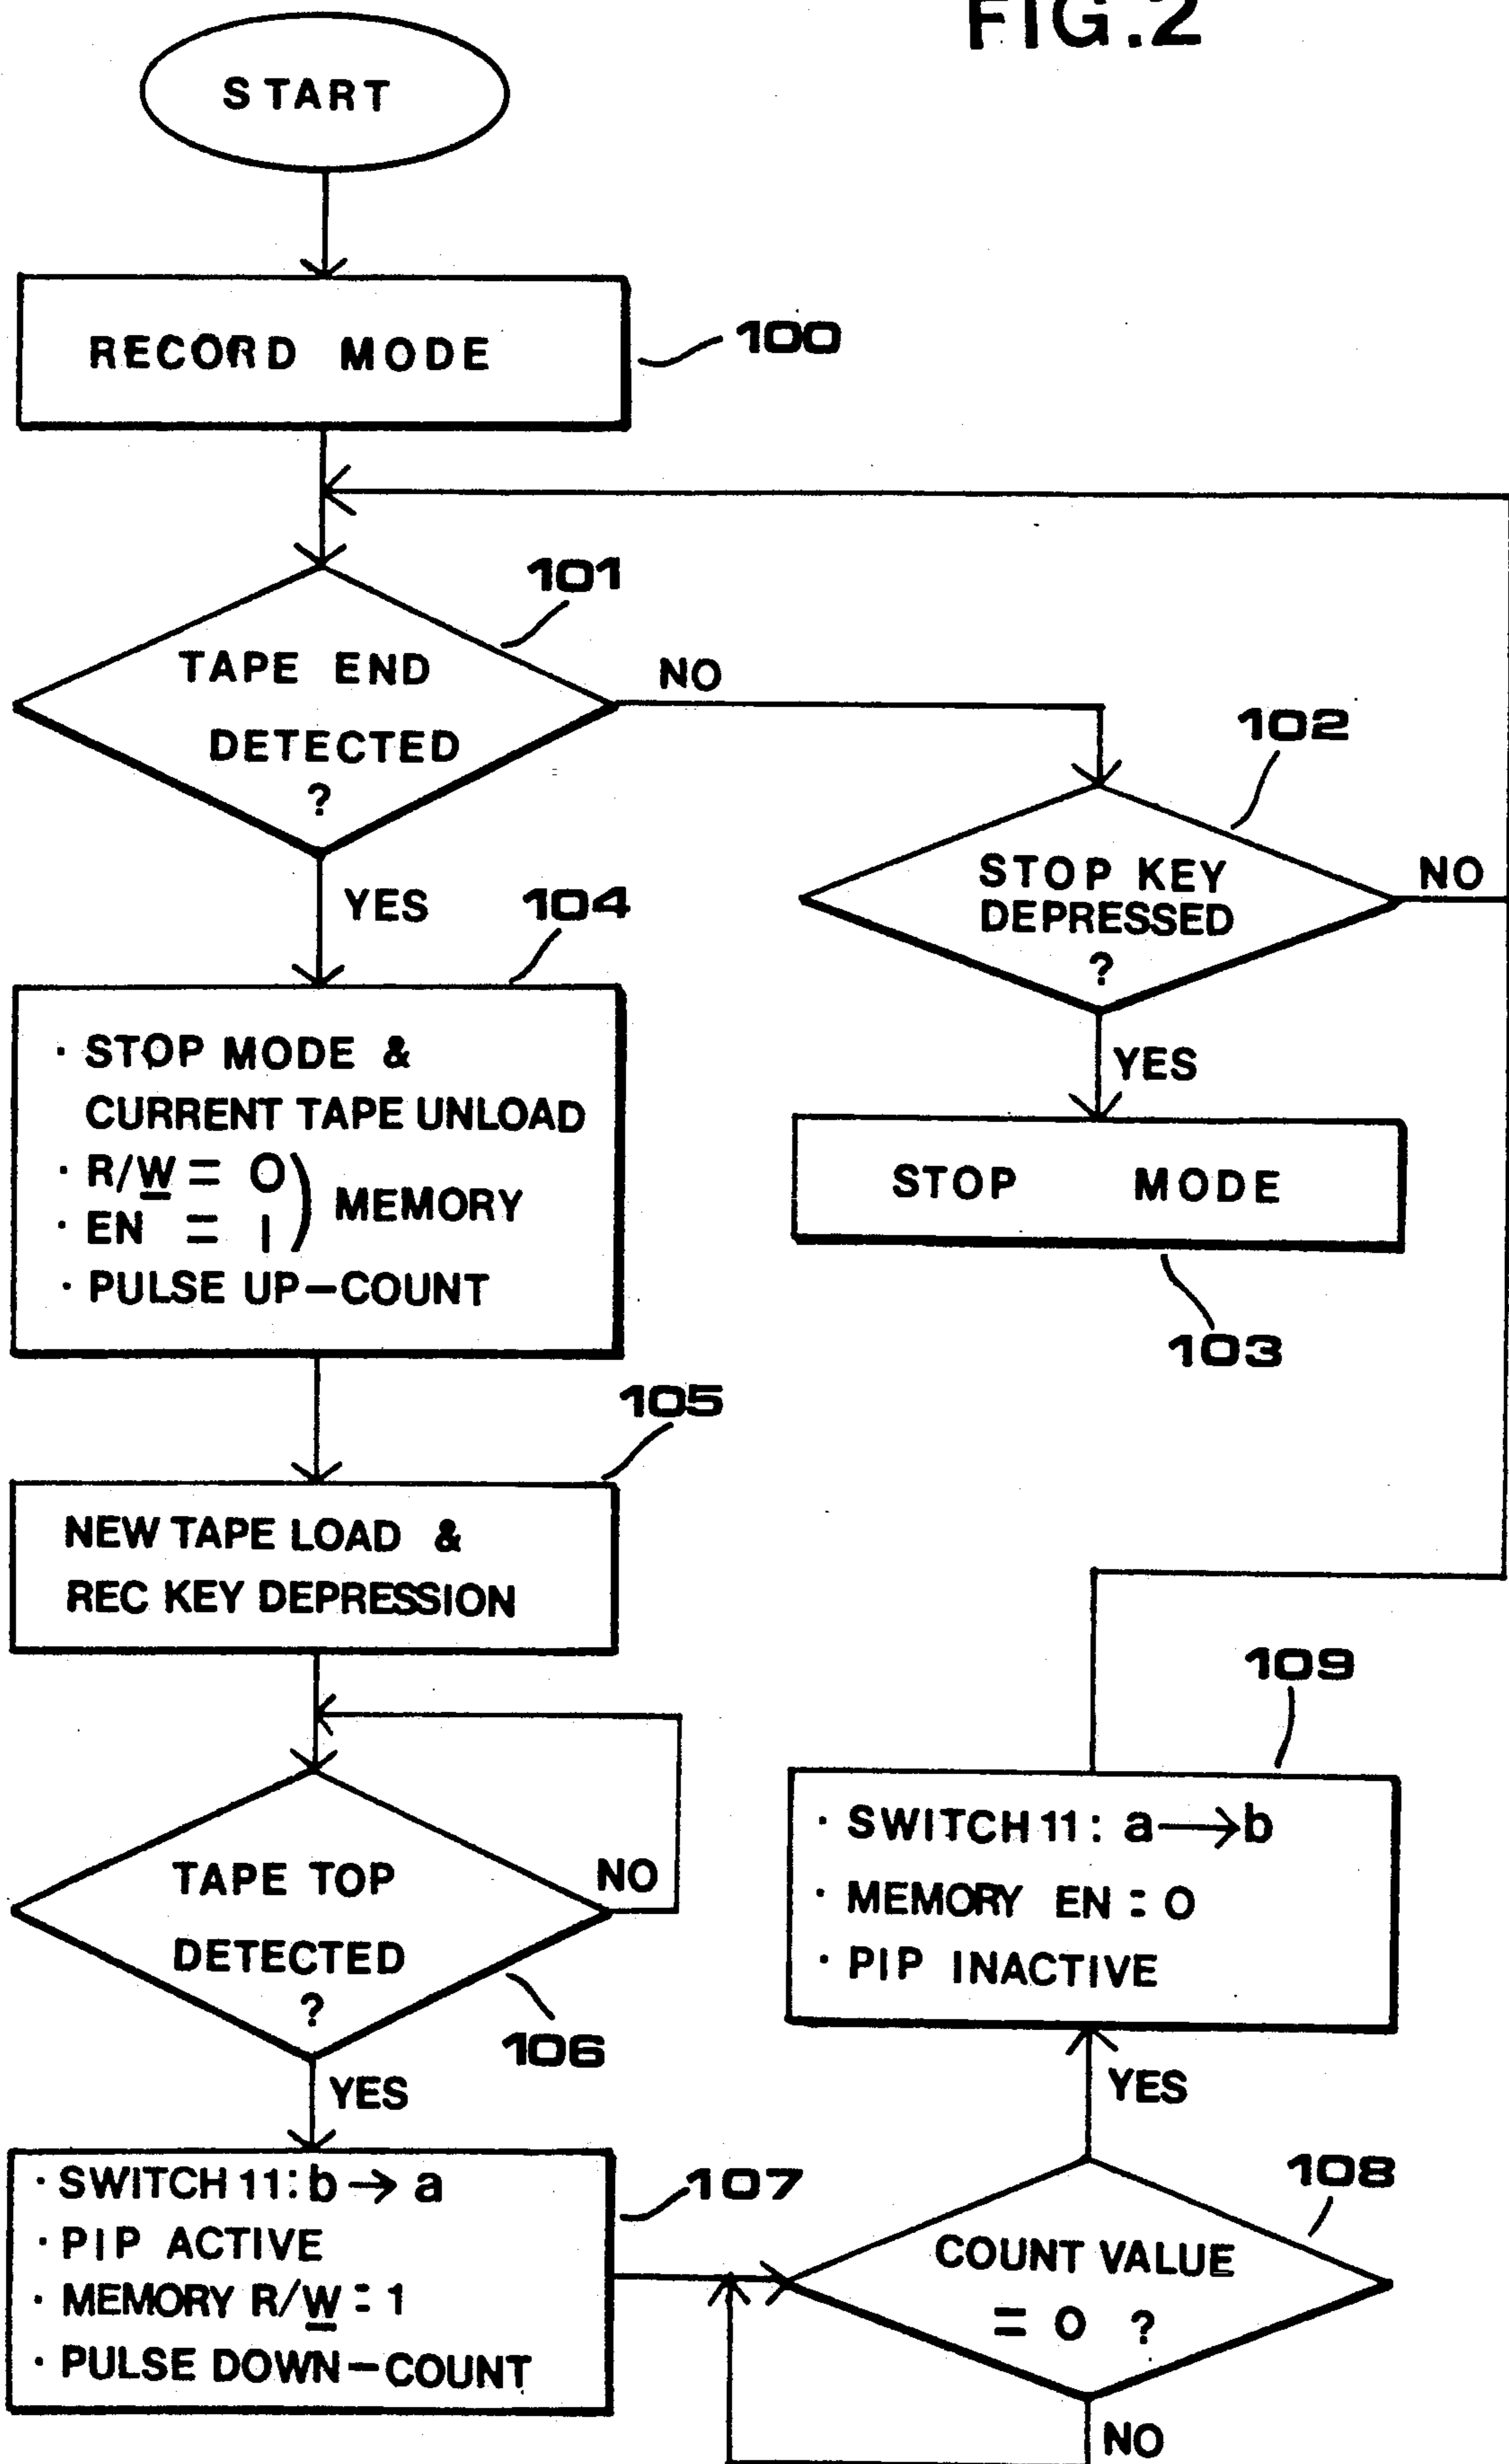 FIG.2
START
RECORD MODE
100
101
TAPE END
DETECTED
?
NO
102
STOP KEY
DEPRESSED
?
NO
YES
104
YES
STOP MODE
103
· STOP MODE &
CURRENT TAPE UNLOAD
· R/W = 0
· EN = 1
) MEMORY
· PULSE UP-COUNT
105
NEW TAPE LOAD &
REC KEY DEPRESSION
TAPE TOP
DETECTED
?
NO
106
YES
109
· SWITCH 11: a→b
· MEMORY EN = 0
· PIP INACTIVE
YES
· SWITCH 11: b→a
· PIP ACTIVE
· MEMORY R/W = 1
· PULSE DOWN-COUNT
107
108
COUNT VALUE
= 0 ?
NO